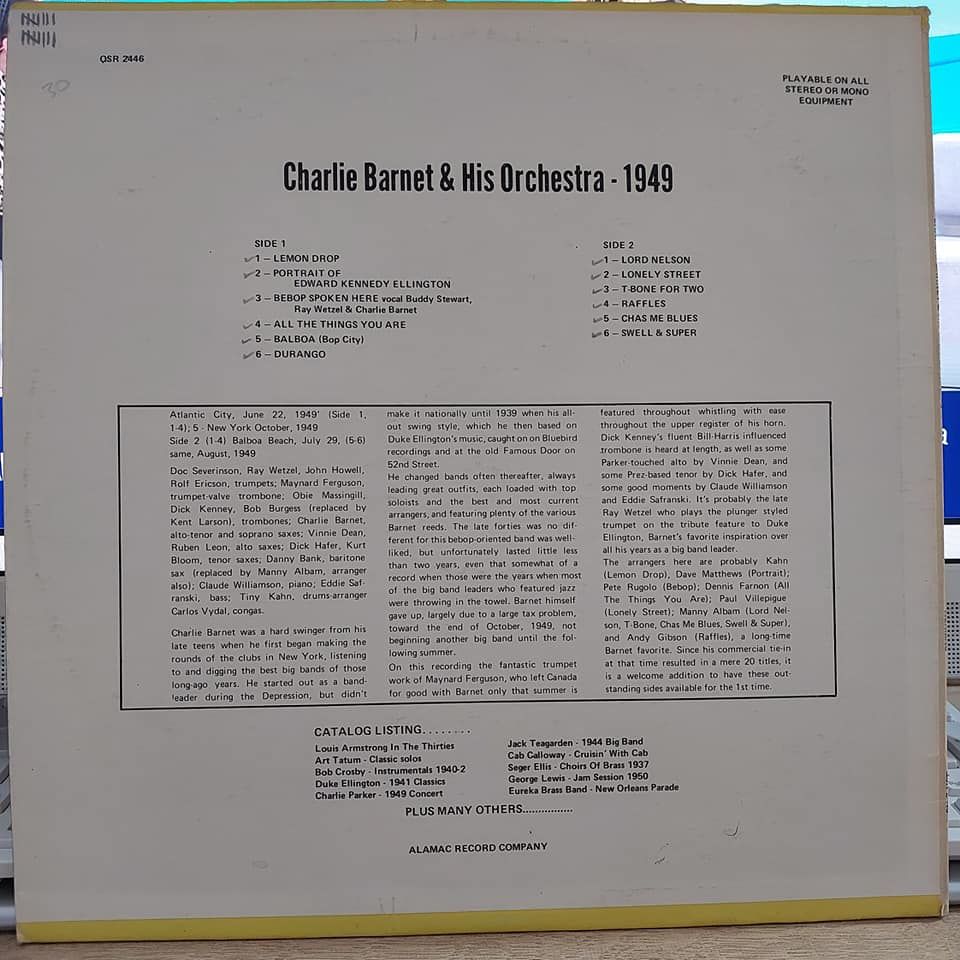 QSR 2446
30
PLAYABLE ON ALL
STEREO OR MONO
EQUIPMENT
Charlie Barnet & His Orchestra - 1949
SIDE 1
1 – LEMON DROP
2 – PORTRAIT OF
EDWARD KENNEDY ELLINGTON
3 – BEBOP SPOKEN HERE vocal Buddy Stewart,
Ray Wetzel & Charlie Barnet
4 – ALL THE THINGS YOU ARE
5 – BALBOA (Bop City)
6 – DURANGO
SIDE 2
1 – LORD NELSON
2 – LONELY STREET
3 – T-BONE FOR TWO
4 – RAFFLES
5 – CHAS ME BLUES
6 – SWELL & SUPER
Atlantic City, June 22, 1949' (Side 1,
1-4); 5 - New York October, 1949
Side 2 (1-4) Balboa Beach, July 29, (5-6)
same, August, 1949
Doc Severinson, Ray Wetzel, John Howell,
Rolf Ericson, trumpets; Maynard Ferguson,
trumpet-valve trombone; Obie Massingill,
Dick Kenney, Bob Burgess (replaced by
Kent Larson), trombones; Charlie Barnet,
alto-tenor and soprano saxes; Vinnie Dean,
Ruben Leon, alto saxes; Dick Hafer, Kurt
Bloom, tenor saxes; Danny Bank, baritone
sax (replaced by Manny Albam, arranger
also); Claude Williamson, piano; Eddie Saf-
ranski, bass; Tiny Kahn, drums-arranger
Carlos Vydal, congas.
Charlie Barnet was a hard swinger from his
late teens when he first began making the
rounds of the clubs in New York, listening
to and digging the best big bands of those
long-ago years. He started out as a band-
leader during the Depression, but didn't
make it nationally until 1939 when his all-
out swing style, which he then based on
Duke Ellington's music, caught on on Bluebird
recordings and at the old Famous Door on
52nd Street.
He changed bands often thereafter, always
leading great outfits, each loaded with top
soloists and the best and most current
arrangers, and featuring plenty of the various
Barnet reeds. The late forties was no dif-
ferent for this bebop-oriented band was well-
liked, but unfortunately lasted little less
than two years, even that somewhat of a
record when those were the years when most
of the big band leaders who featured jazz
were throwing in the towel. Barnet himself
gave up, largely due to a large tax problem,
toward the end of October, 1949, not
beginning another big band until the fol-
lowing summer.
On this recording the fantastic trumpet
work of Maynard Ferguson, who left Canada
for good with Barnet only that summer is
featured throughout whistling with ease
throughout the upper register of his horn.
Dick Kenney's fluent Bill-Harris influenced
trombone is heard at length, as well as some
Parker-touched alto by Vinnie Dean, and
some Prez-based tenor by Dick Hafer, and
some good moments by Claude Williamson
and Eddie Safranski. It's probably the late
Ray Wetzel who plays the plunger styled
trumpet on the tribute feature to Duke
Ellington, Barnet's favorite inspiration over
all his years as a big band leader.
The arrangers here are probably Kahn
(Lemon Drop), Dave Matthews (Portrait);
Pete Rugolo (Bebop); Dennis Farnon (All
The Things You Are); Paul Villepigue
(Lonely Street); Manny Albam (Lord Nel-
son, T-Bone, Chas Me Blues, Swell & Super),
and Andy Gibson (Raffles), a long-time
Barnet favorite. Since his commercial tie-in
at that time resulted in a mere 20 titles, it
is a welcome addition to have these out-
standing sides available for the 1st time.
CATALOG LISTING........
Louis Armstrong In The Thirties
Art Tatum - Classic solos
Bob Crosby - Instrumentals 1940-2
Duke Ellington - 1941 Classics
Charlie Parker - 1949 Concert
Jack Teagarden - 1944 Big Band
Cab Calloway - Cruisin' With Cab
Seger Ellis - Choirs Of Brass 1937
George Lewis - Jam Session 1950
Eureka Brass Band - New Orleans Parade
PLUS MANY OTHERS................
ALAMAC RECORD COMPANY